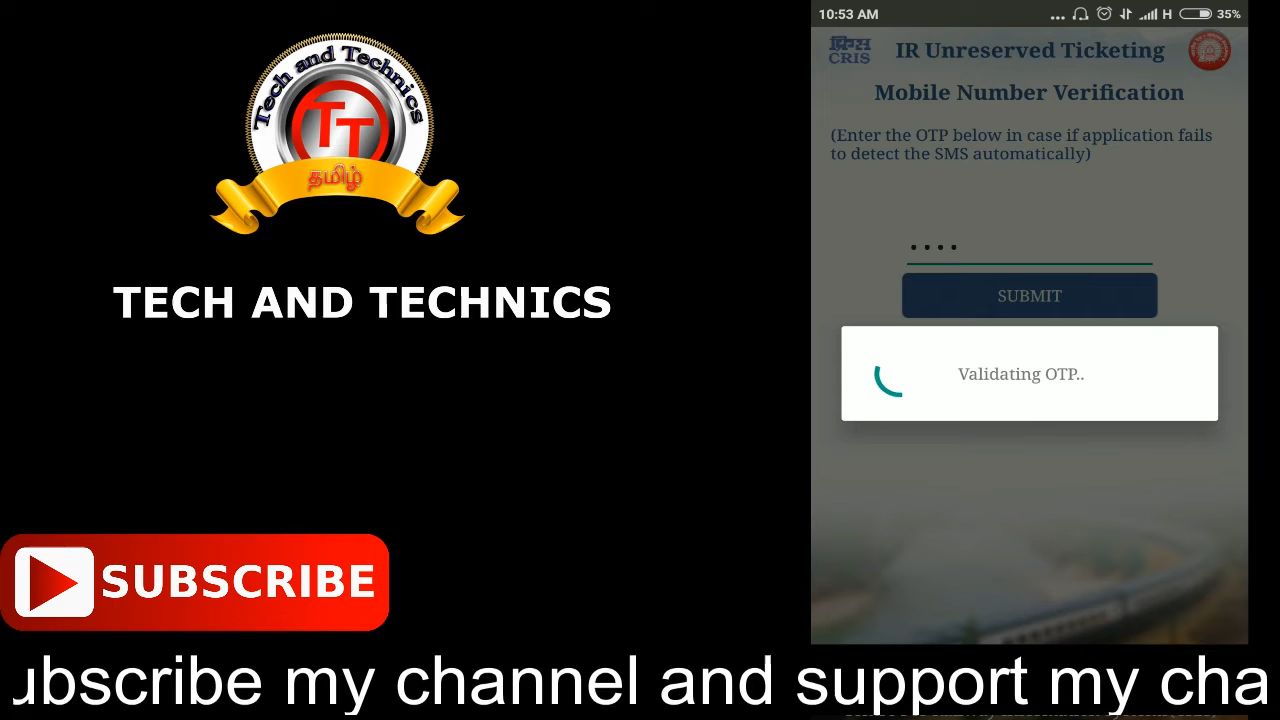 Tech and Technics
TT
தமிழ்
TECH AND TECHNICS
SUBSCRIBE
10:53 AM
... H 35%
क्रिस
CRIS
IR Unreserved Ticketing
Mobile Number Verification
(Enter the OTP below in case if application fails
to detect the SMS automatically)
••••
SUBMIT
Validating OTP..
ubscribe my channel and support my cha